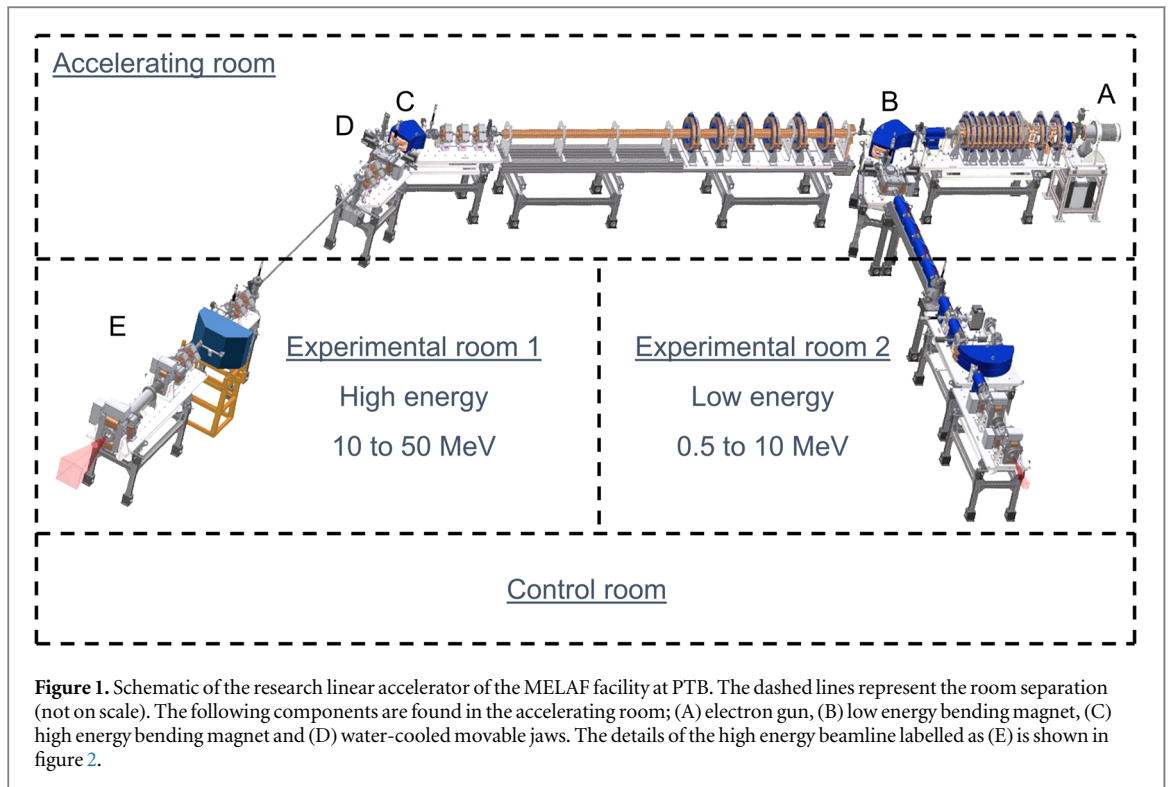 Accelerating room
A
B
C
D
E
Experimental room 1
High energy
10 to 50 MeV
Experimental room 2
Low energy
0.5 to 10 MeV
Control room
Figure 1. Schematic of the research linear accelerator of the MELAF facility at PTB. The dashed lines represent the room separation
(not on scale). The following components are found in the accelerating room; (A) electron gun, (B) low energy bending magnet, (C)
high energy bending magnet and (D) water-cooled movable jaws. The details of the high energy beamline labelled as (E) is shown in
figure 2.